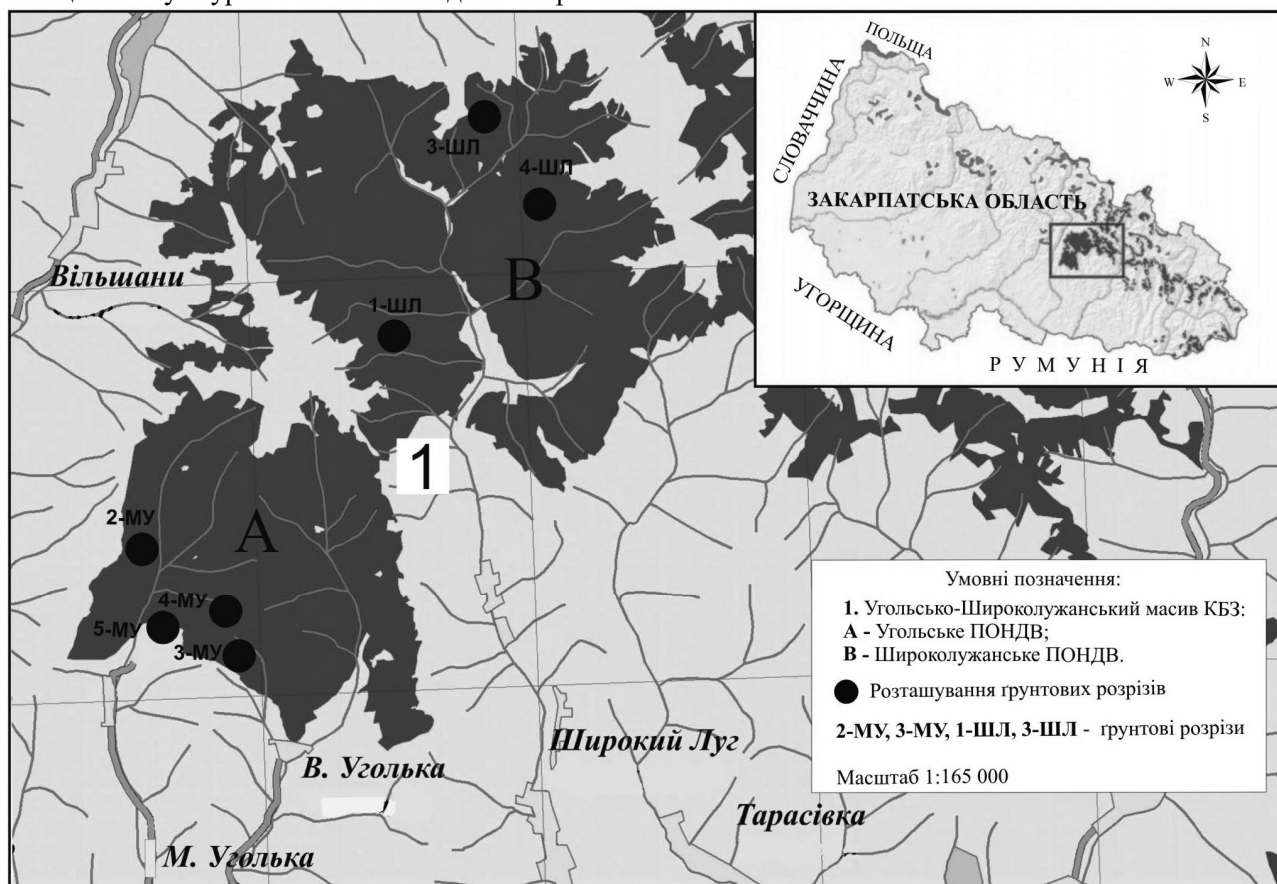 ПОЛЬЩА
СЛОВАЧЧИНА
ЗАКАРПАТСЬКА ОБЛАСТЬ
УГОРЩИНА
РУМУНІЯ
N
W
E
S
3-ШЛ
4-ШЛ
Вільшани
В
1-ШЛ
1
2-МУ
А
4-МУ
5-МУ
3-МУ
Широкий Луг
В. Уголька
Тарасівка
М. Уголька
Умовні позначення:
1. Угольсько-Широколужанський масив КБЗ:
А - Угольське ПОНДВ;
В - Широколужанське ПОНДВ.
Розташування ґрунтових розрізів
2-МУ, 3-МУ, 1-ШЛ, 3-ШЛ - ґрунтові розрізи
Масштаб 1:165 000